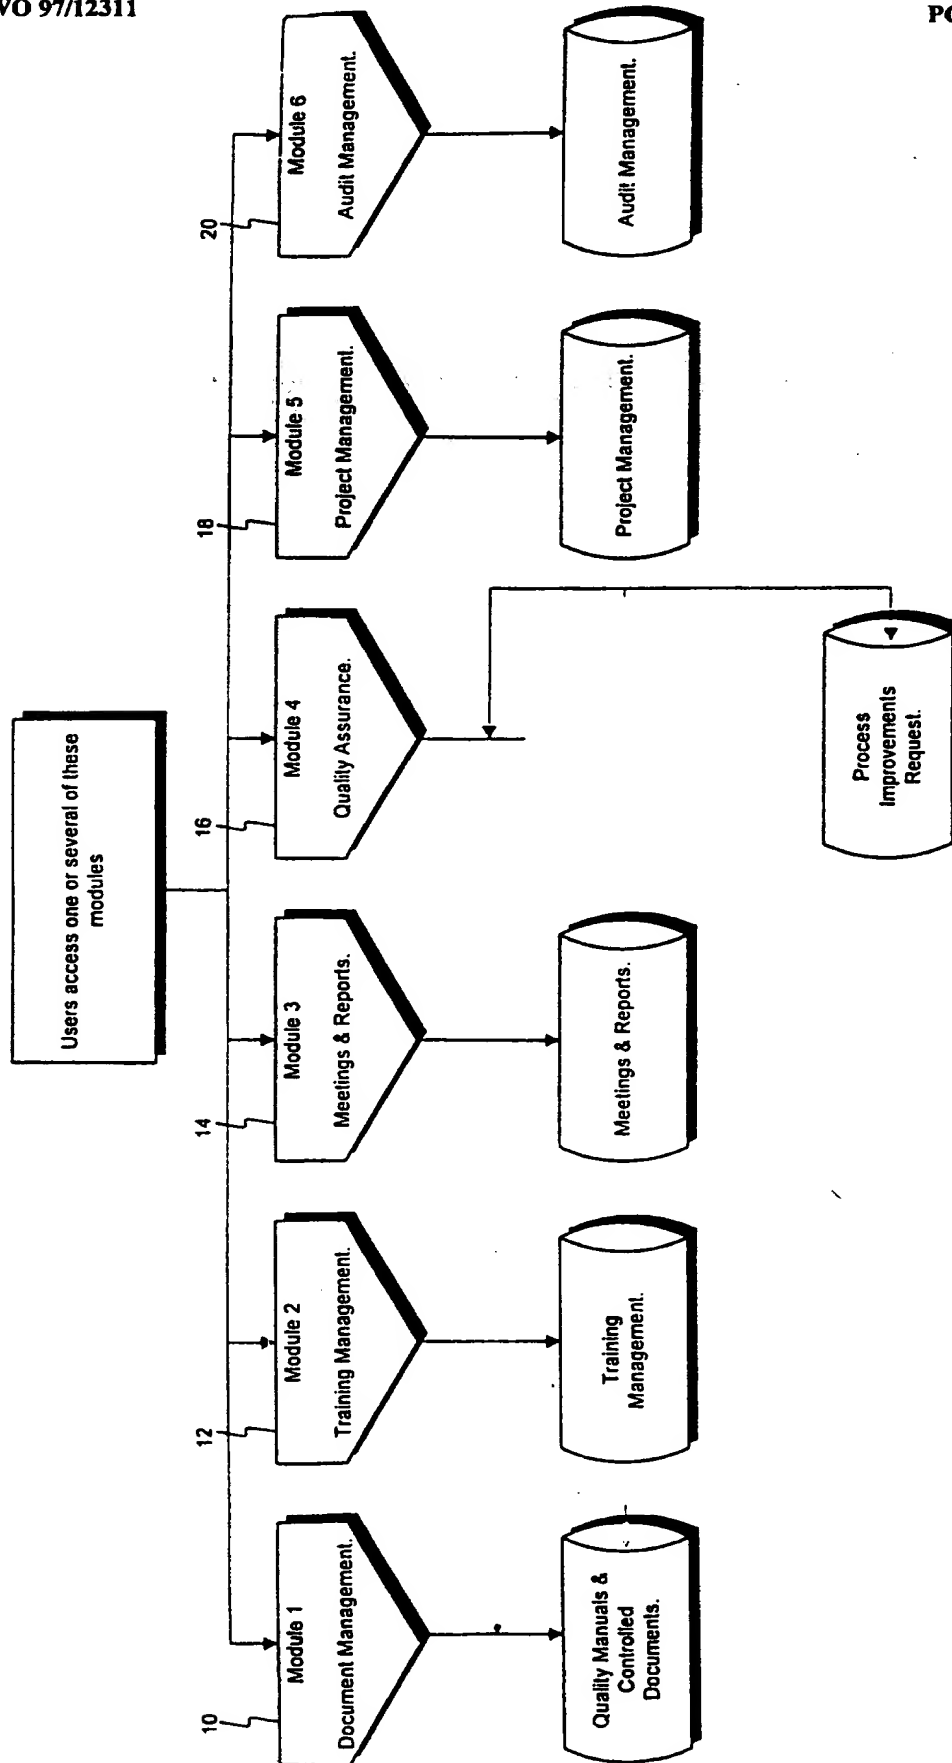 WO 97/12311
PC
Users access one or several of these
modules
10
Module 1
Document Management.
12
Module 2
Training Management.
14
Module 3
Meetings & Reports.
16
Module 4
Quality Assurance.
18
Module 5
Project Management.
20
Module 6
Audit Management.
Quality Manuals &
Controlled
Documents.
Training
Management.
Meetings & Reports.
Process
Improvements
Request.
Project Management.
Audit Management.